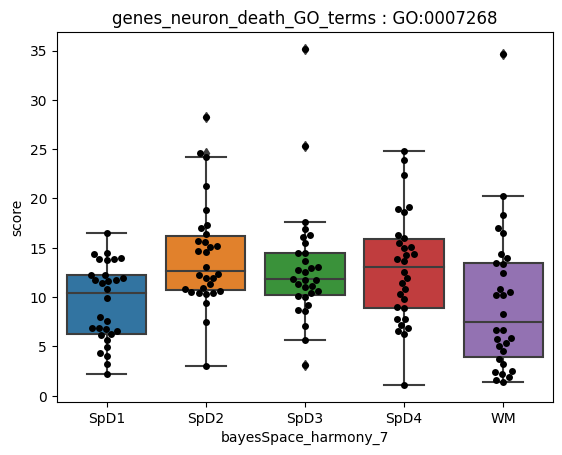 genes_neuron_death_GO_terms : GO:0007268
35
30
25
20
15
10
5
0
score
SpD1 SpD2 SpD3 SpD4 WM
bayesSpace_harmony_7